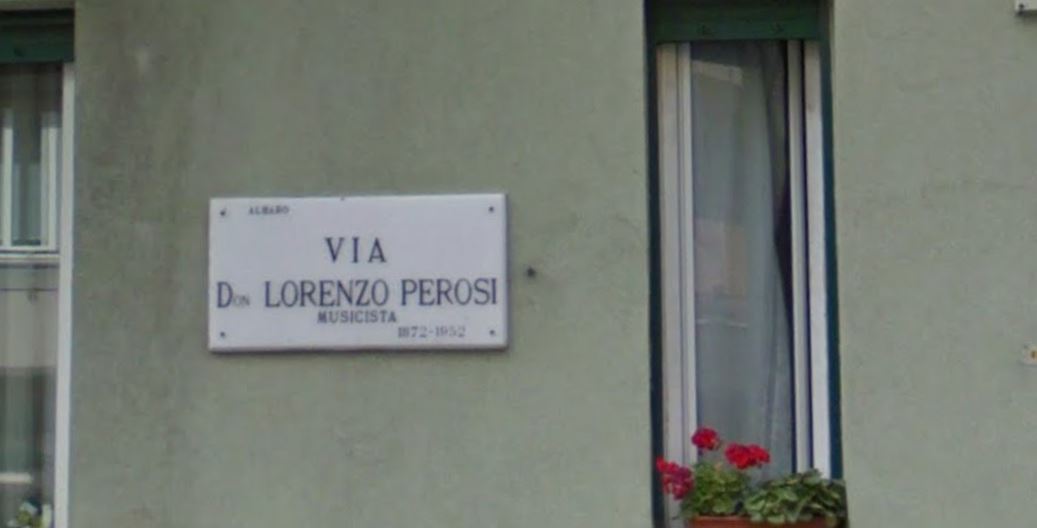 ALBARO
VIA
DON LORENZO PEROSI
MUSICISTA
1872-1952